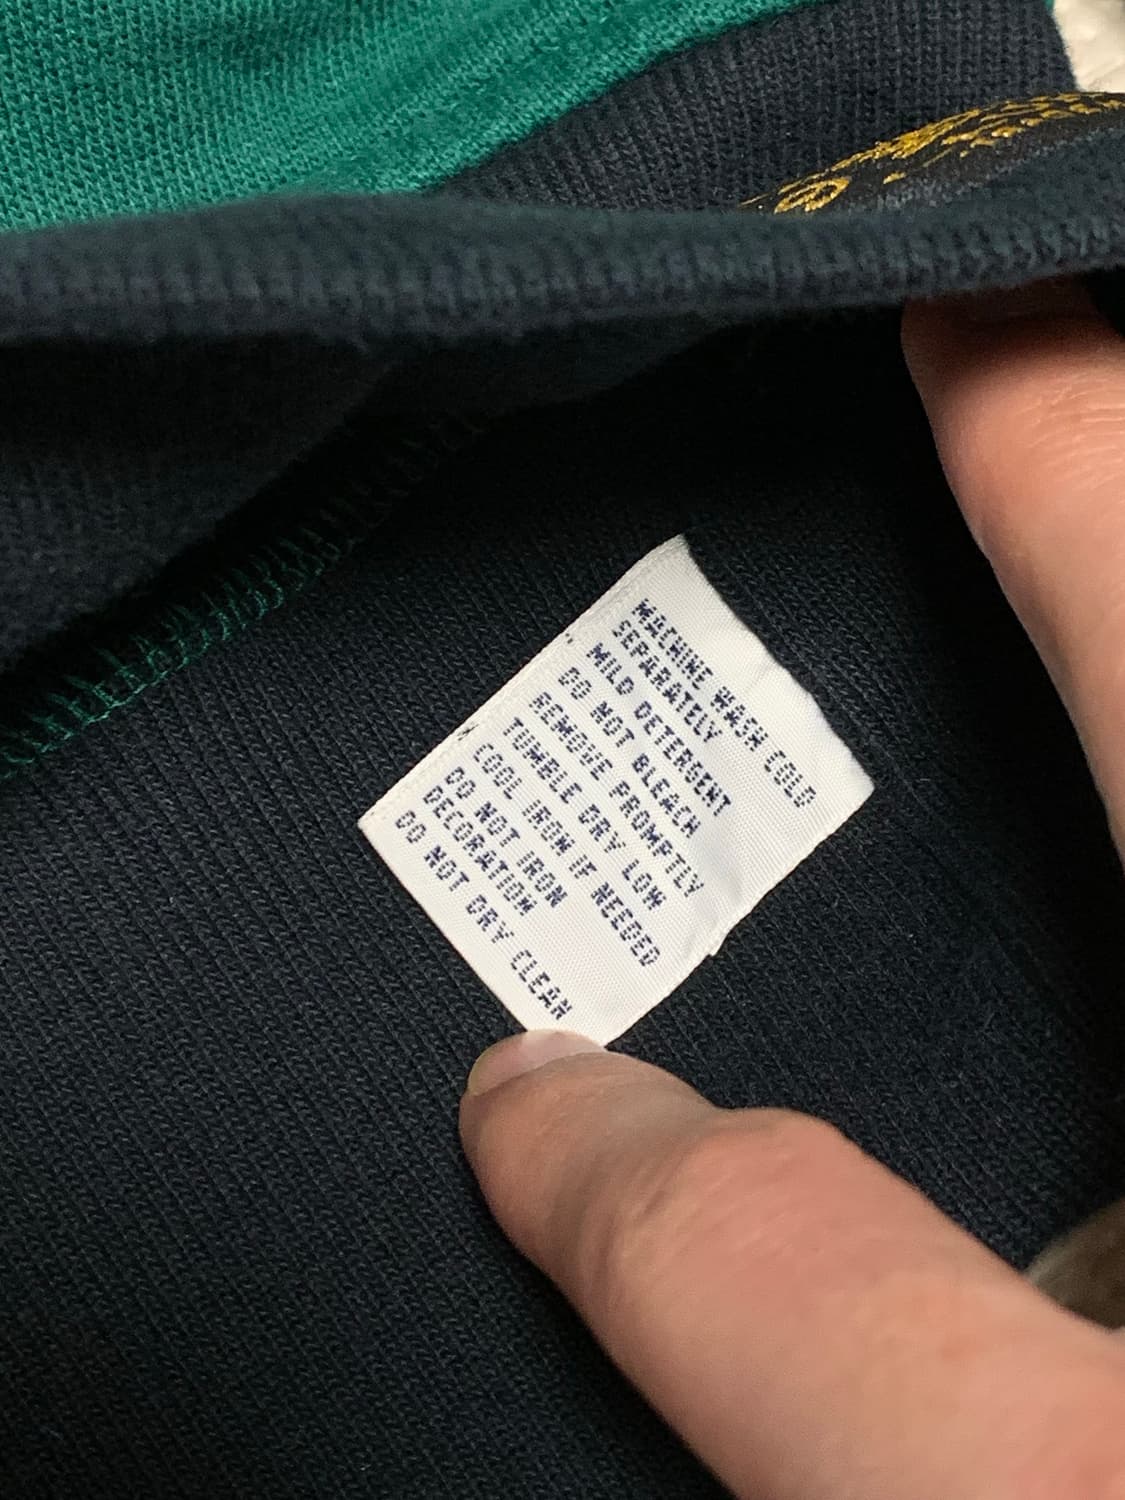 MACHINE WASH COLD
SEPARATELY
MILD DETERGENT
DO NOT BLEACH
REMOVE PROMPTLY
TUMBLE DRY LOW
COOL IRON IF NEEDED
DO NOT IRON
DECORATION
DO NOT DRY CLEAN